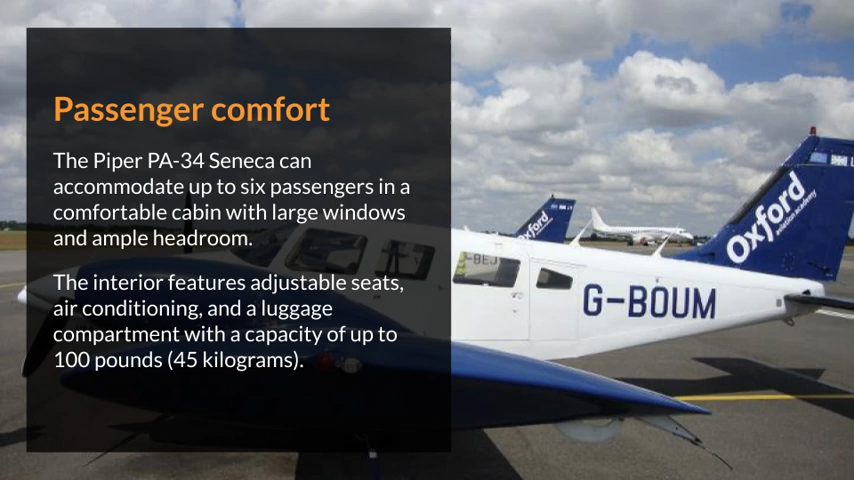 Passenger comfort
The Piper PA-34 Seneca can
accommodate up to six passengers in a
comfortable cabin with large windows
and ample headroom.
The interior features adjustable seats,
air conditioning, and a luggage
compartment with a capacity of up to
100 pounds (45 kilograms).
Oxford
Oxford
aviation academy
-BEJ
G-BOUM